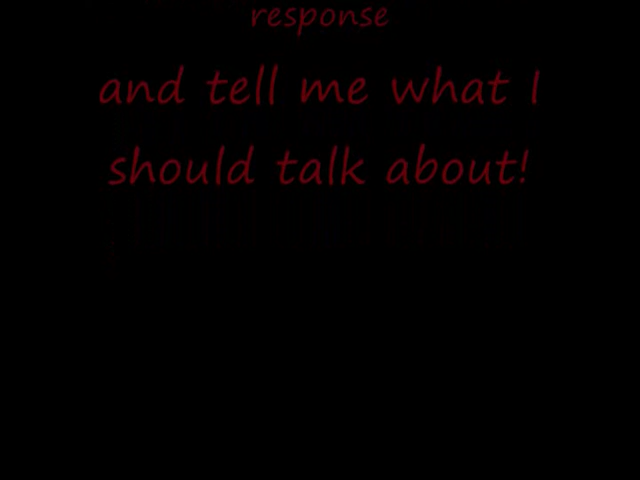 response
and tell me what I
should talk about!